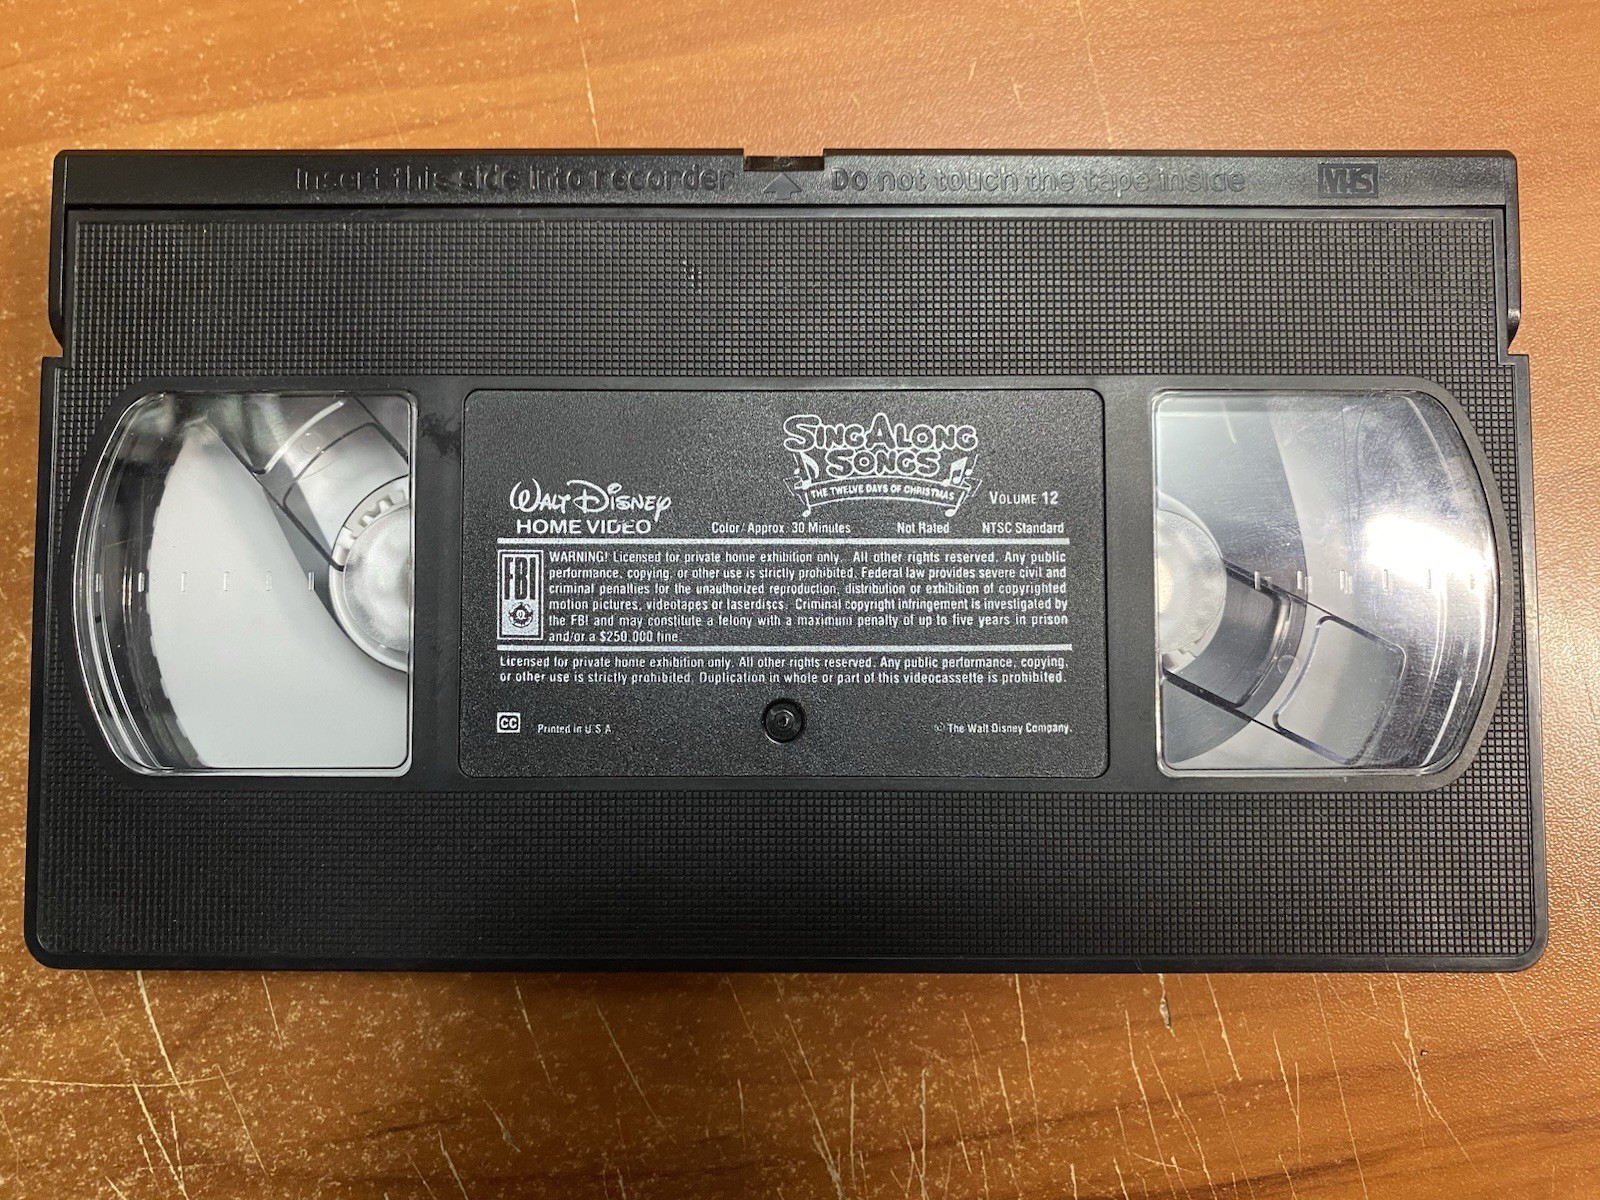 Insert this side into recorder Do not touch the tape inside VHS
SING ALONG
SONGS
THE TWELVE DAYS OF CHRISTMAS VOLUME 12
WALT DISNEY
HOME VIDEO Color/Approx. 30 Minutes Not Rated NTSC Standard
FBI WARNING! Licensed for private home exhibition only. All other rights reserved. Any public
performance, copying, or other use is strictly prohibited. Federal law provides severe civil and
criminal penalties for the unauthorized reproduction, distribution or exhibition of copyrighted
motion pictures, videotapes or laserdiscs. Criminal copyright infringement is investigated by
the FBI and may constitute a felony with a maximum penalty of up to five years in prison
and/or a $250,000 fine.
Licensed for private home exhibition only. All other rights reserved. Any public performance, copying,
or other use is strictly prohibited. Duplication in whole or part of this videocassette is prohibited.
CC Printed in U.S.A. © The Walt Disney Company.